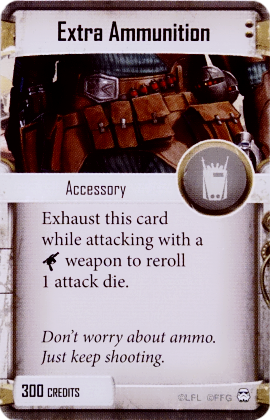 Extra Ammunition
Accessory
Exhaust this card
while attacking with a
weapon to reroll
1 attack die.
Don't worry about ammo.
Just keep shooting.
300 CREDITS
©LFL ©FFG